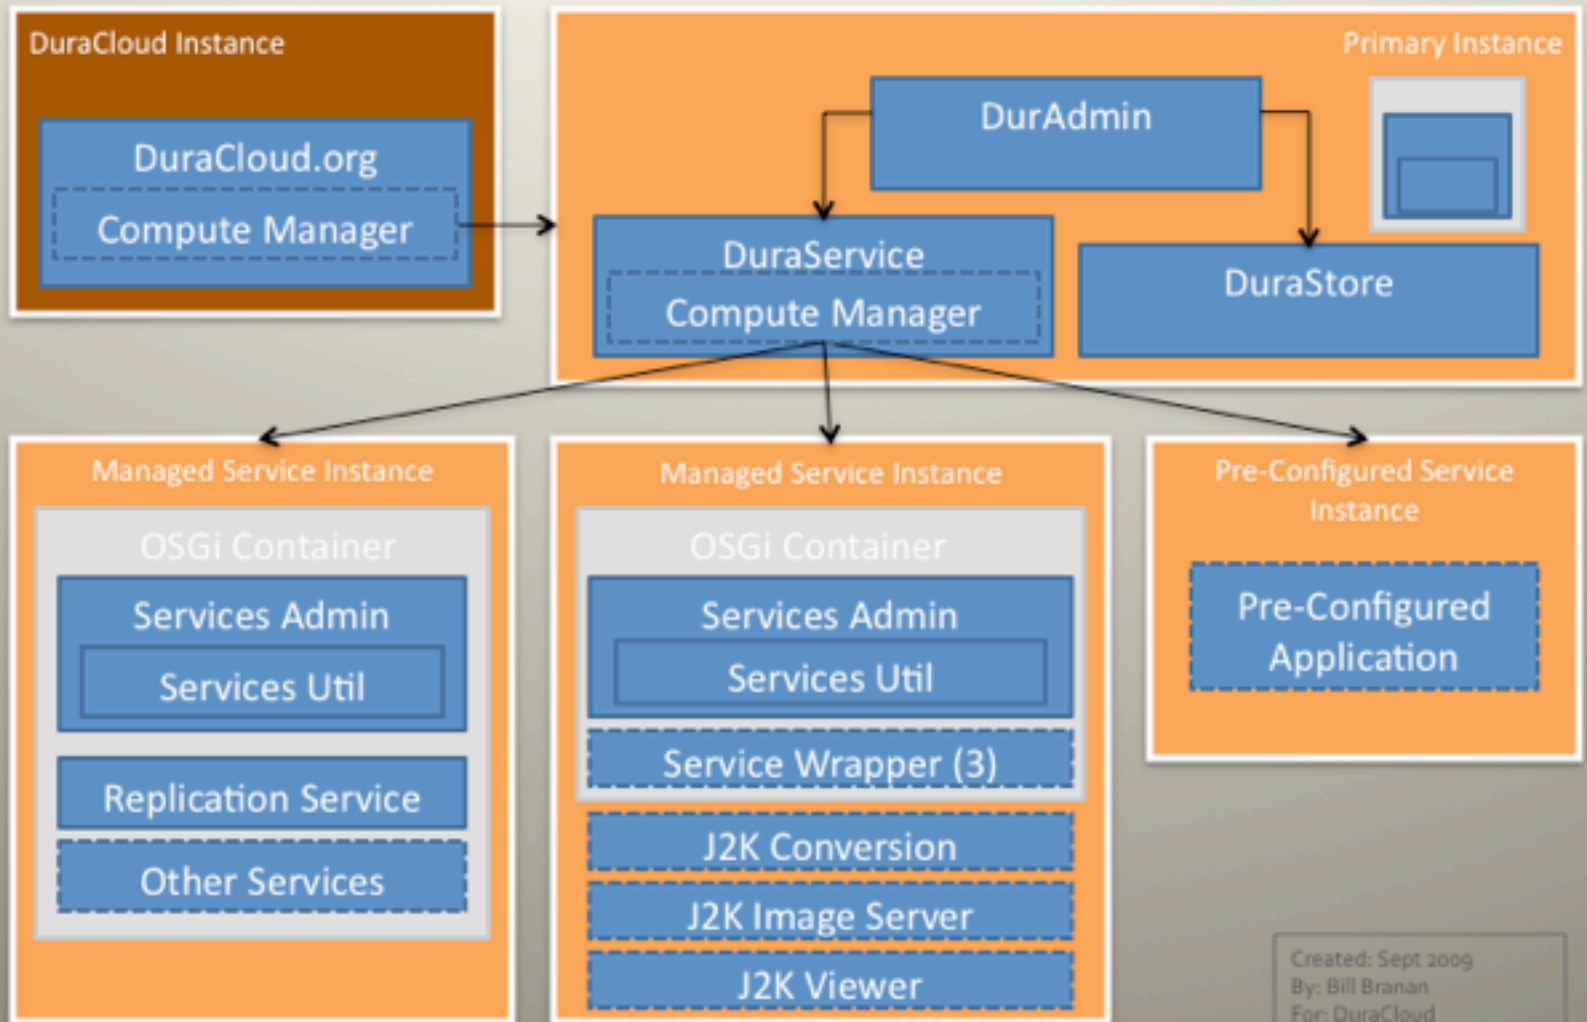 DuraCloud Instance
DuraCloud.org
Compute Manager
Primary Instance
DurAdmin
DuraService
Compute Manager
DuraStore
Managed Service Instance
OSGi Container
Services Admin
Services Util
Replication Service
Other Services
Managed Service Instance
OSGi Container
Services Admin
Services Util
Service Wrapper (3)
J2K Conversion
J2K Image Server
J2K Viewer
Pre-Configured Service
Instance
Pre-Configured
Application
Created: Sept 2009
By: Bill Branan
For: DuraCloud